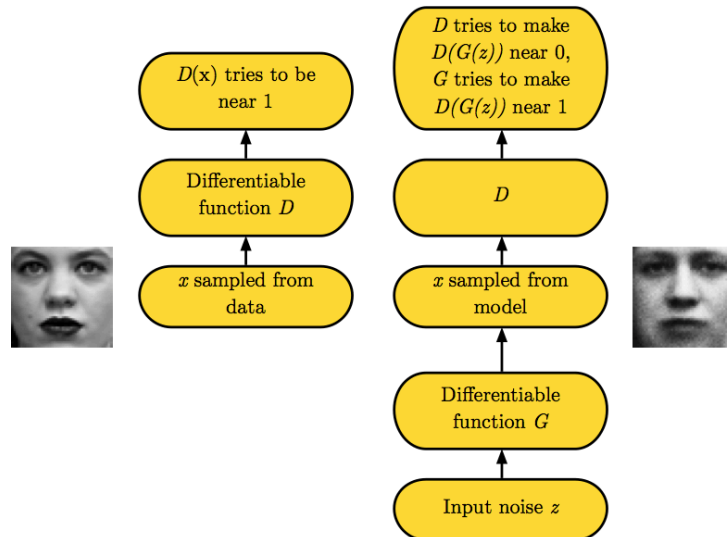 D(x) tries to be
near 1
Differentiable
function D
x sampled from
data
D tries to make
D(G(z)) near 0,
G tries to make
D(G(z)) near 1
D
x sampled from
model
Differentiable
function G
Input noise z